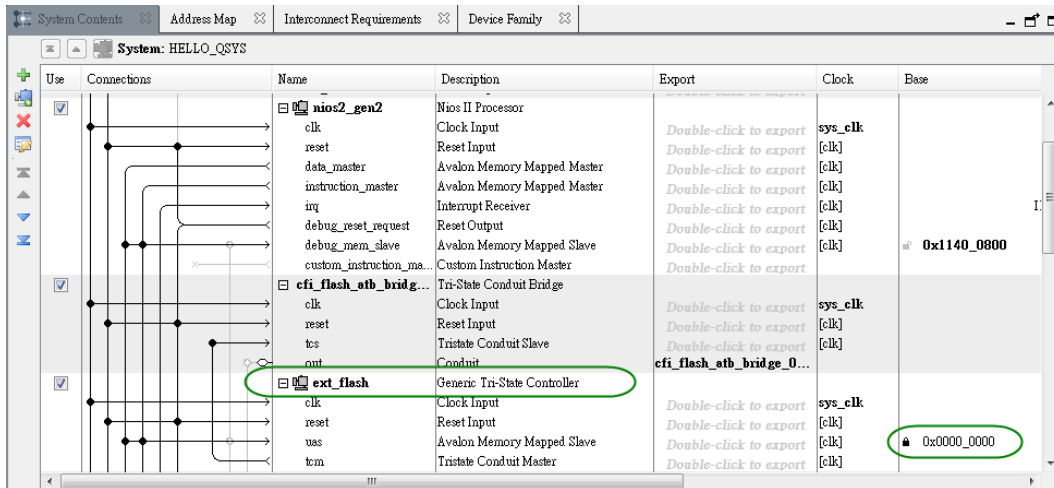 System Contents Address Map Interconnect Requirements Device Family
System: HELLO_QSYS
Use Connections Name Description Export Clock Base
nios2_gen2 Nios II Processor
clk Clock Input Double-click to export sys_clk
reset Reset Input Double-click to export [clk]
data_master Avalon Memory Mapped Master Double-click to export [clk]
instruction_master Avalon Memory Mapped Master Double-click to export [clk]
irq Interrupt Receiver Double-click to export [clk]
debug_reset_request Reset Output Double-click to export [clk]
debug_mem_slave Avalon Memory Mapped Slave Double-click to export [clk] 0x1140_0800
custom_instruction_ma... Custom Instruction Master Double-click to export
cfi_flash_atb_bridg... Tri-State Conduit Bridge
clk Clock Input Double-click to export sys_clk
reset Reset Input Double-click to export [clk]
tcs Tristate Conduit Slave Double-click to export [clk]
out Conduit cfi_flash_atb_bridge_0...
ext_flash Generic Tri-State Controller
clk Clock Input Double-click to export sys_clk
reset Reset Input Double-click to export [clk]
uas Avalon Memory Mapped Slave Double-click to export [clk] 0x0000_0000
tcm Tristate Conduit Master Double-click to export [clk]